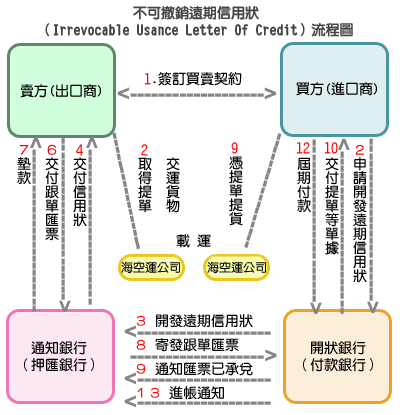 不可撤銷遠期信用狀
(Irrevocable Usance Letter Of Credit)流程圖
賣方(出口商)
1.簽訂買賣契約
買方(進口商)
7 墊款
6 交付跟單匯票
4 交付信用狀
2 取得提單
交運貨物
9 憑提單提貨
12 屆期付款
10 交付提單等單據
2 申請開發遠期信用狀
載 運
海空運公司
海空運公司
通知銀行
(押匯銀行)
3 開發遠期信用狀
8 寄發跟單匯票
9 通知匯票已承兌
13 進帳通知
開狀銀行
(付款銀行)